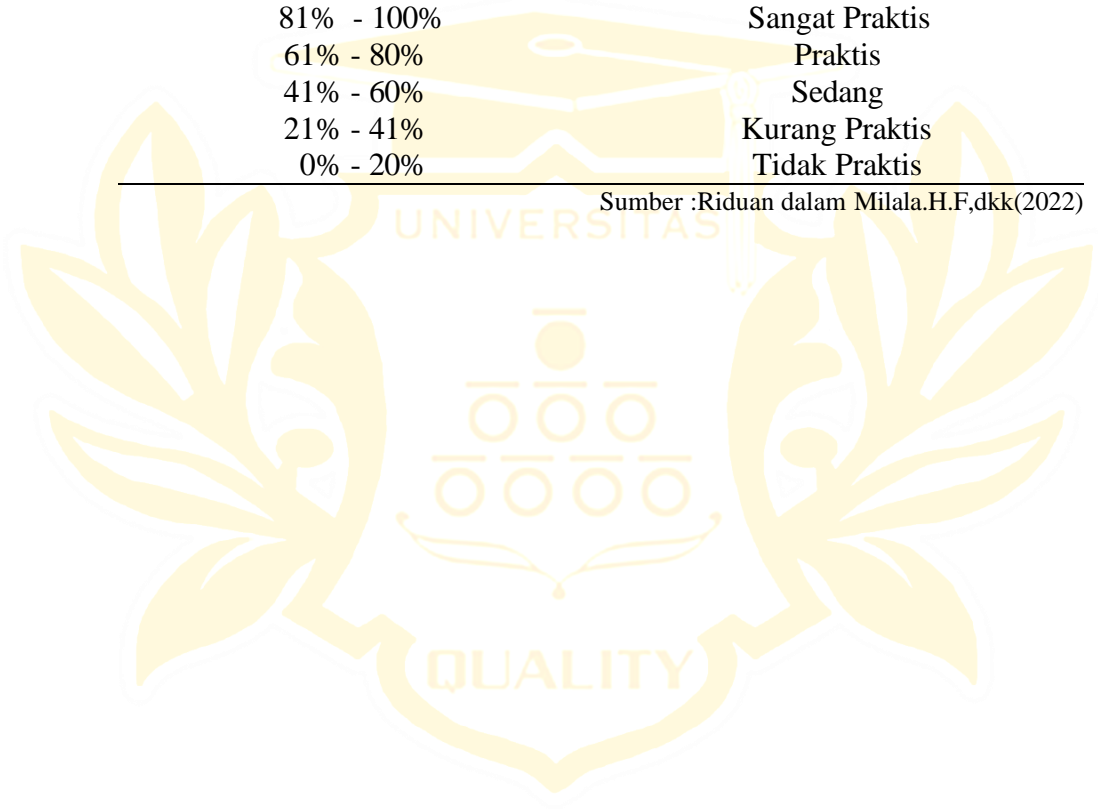 81% - 100% Sangat Praktis
61% - 80% Praktis
41% - 60% Sedang
21% - 41% Kurang Praktis
0% - 20% Tidak Praktis
Sumber :Riduan dalam Milala.H.F,dkk(2022)
UNIVERSITAS
QUALITY